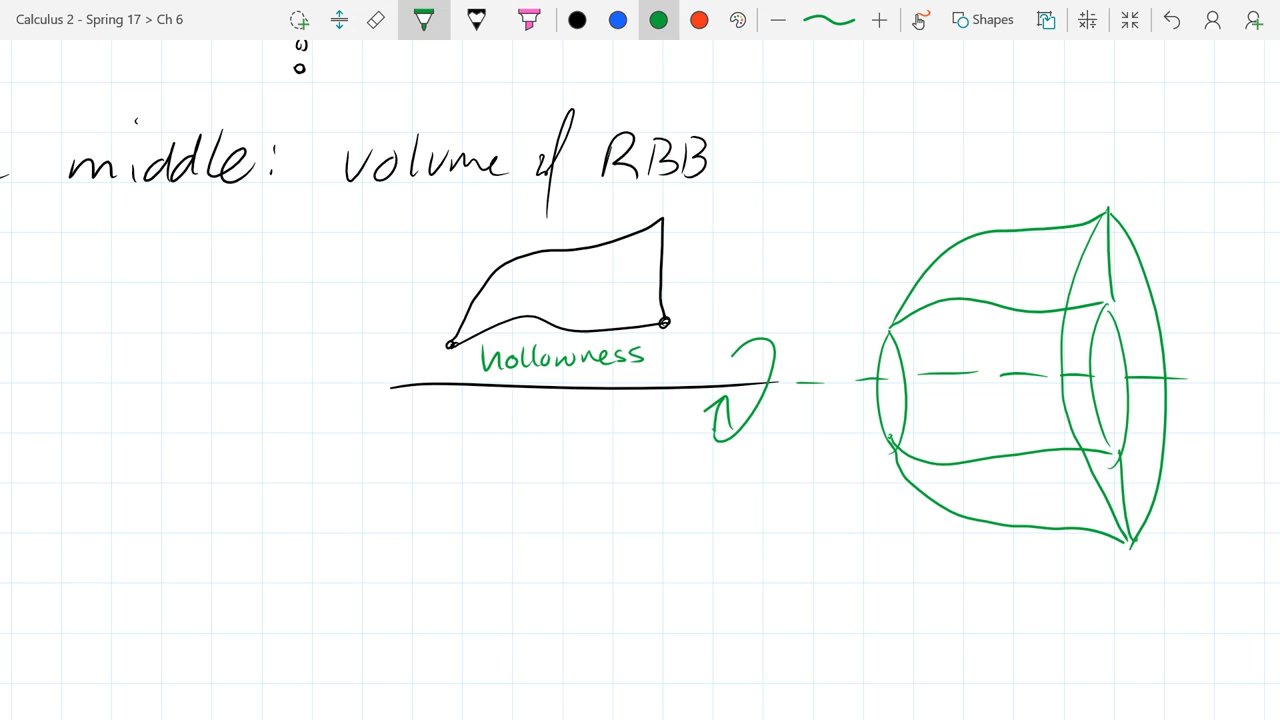 Calculus 2 - Spring 17 > Ch 6
Shapes
middle: volume of RBB
hollowness